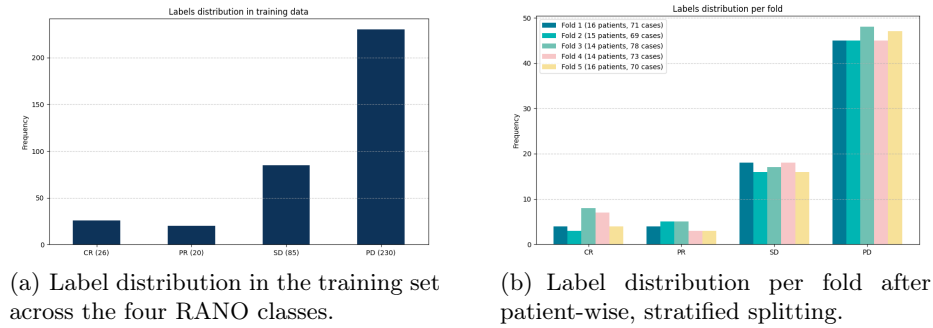 Labels distribution in training data
Frequency
200
150
100
50
0
CR (26) PR (20) SD (85) PD (230)
(a) Label distribution in the training set
across the four RANO classes.
Labels distribution per fold
Fold 1 (16 patients, 71 cases)
Fold 2 (15 patients, 69 cases)
Fold 3 (14 patients, 78 cases)
Fold 4 (14 patients, 73 cases)
Fold 5 (16 patients, 70 cases)
Frequency
50
40
30
20
10
0
CR PR SD PD
(b) Label distribution per fold after
patient-wise, stratified splitting.